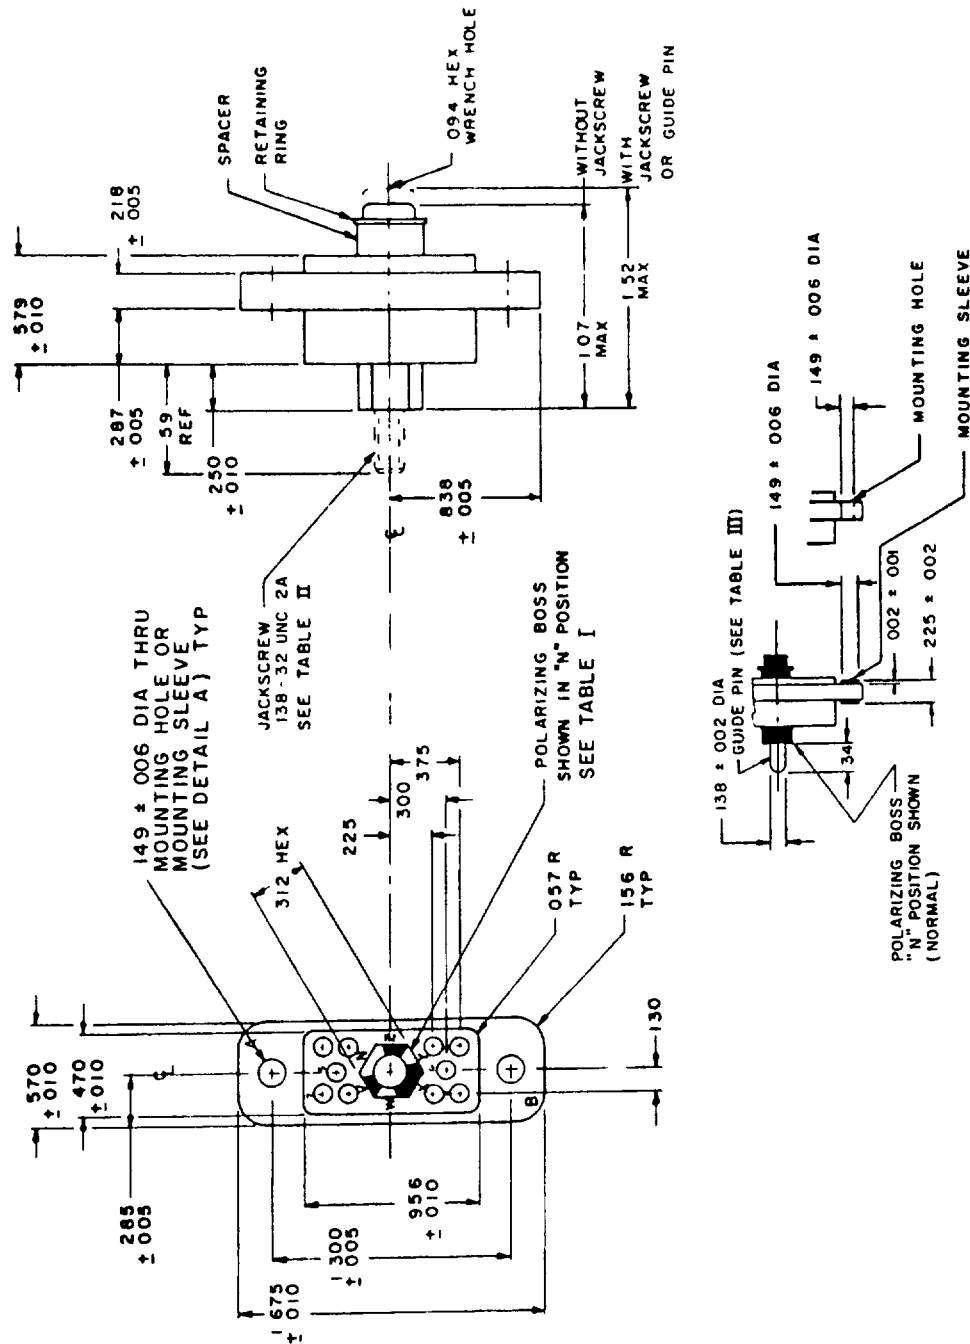 .579
± .010
.218
± .005
.287
± .005
.59
REF
.250
± .010
SPACER
RETAINING
RING
.094 HEX
WRENCH HOLE
WITHOUT
JACKSCREW
WITH
JACKSCREW
OR GUIDE PIN
1.07
MAX
1.52
MAX
.838
± .005
JACKSCREW
138-32 UNC 2A
SEE TABLE II
149 ± 006 DIA THRU
MOUNTING HOLE OR
MOUNTING SLEEVE
(SEE DETAIL A) TYP
312 HEX
225
300
375
POLARIZING BOSS
SHOWN IN "N" POSITION
SEE TABLE I
057 R
TYP
156 R
TYP
570
± 010
470
± 010
285
± 005
956
± 010
1 300
± 005
1 675
± 010
130
N
B
138 ± 002 DIA
GUIDE PIN (SEE TABLE III)
34
149 ± 006 DIA
149 ± 006 DIA
002 ± 001
225 ± 002
MOUNTING HOLE
MOUNTING SLEEVE
POLARIZING BOSS
"N" POSITION SHOWN
(NORMAL)